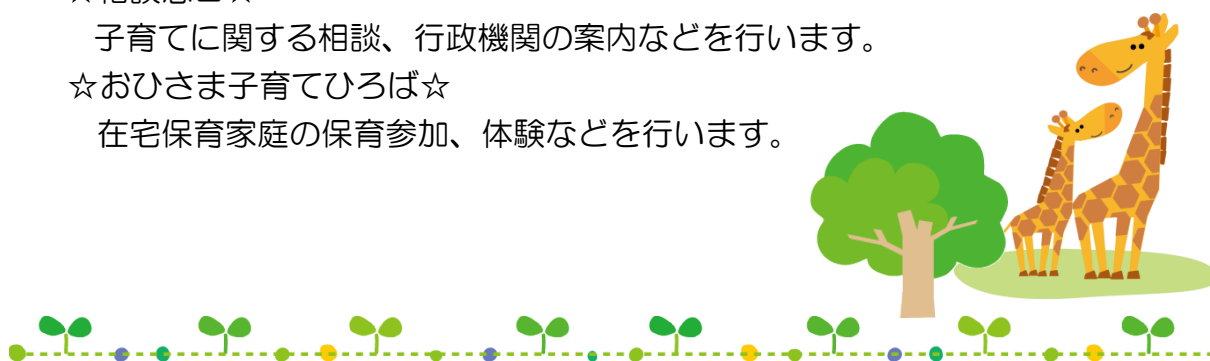 子育てに関する相談、行政機関の案内などを行います。
☆おひさま子育てひろば☆
在宅保育家庭の保育参加、体験などを行います。